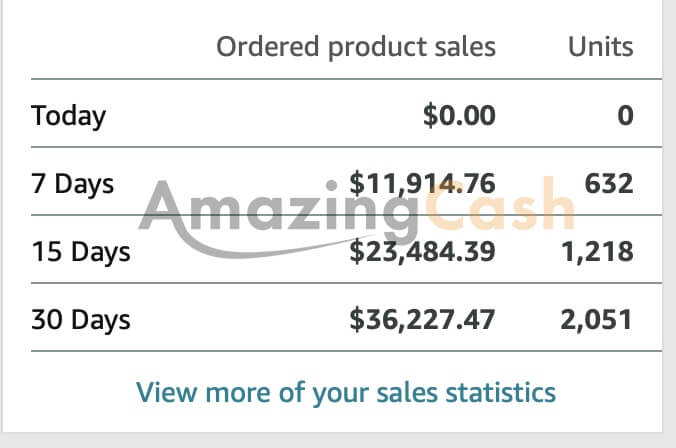 Ordered product sales Units
Today $0.00 0
7 Days $11,914.76 632
AmazingCash
15 Days $23,484.39 1,218
30 Days $36,227.47 2,051
View more of your sales statistics